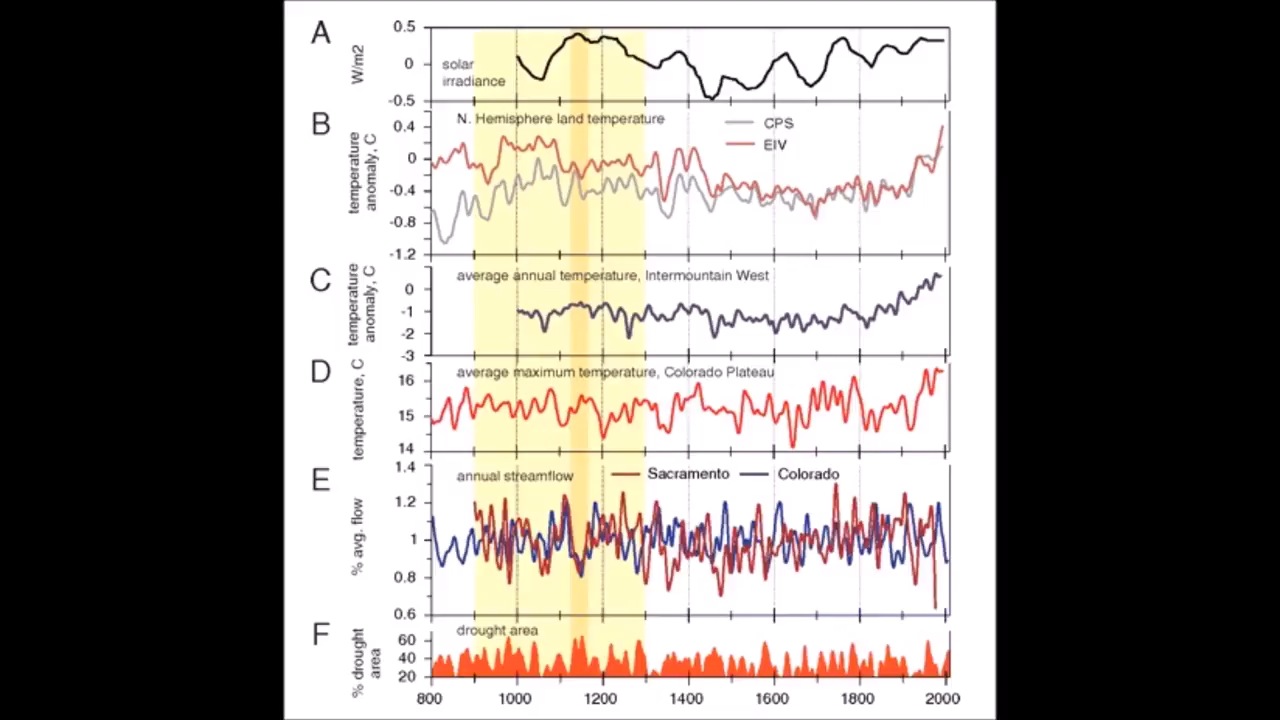 A
W/m2
0.5
0
-0.5
solar
irradiance
B
temperature
anomaly, C
0.4
0
-0.4
-0.8
-1.2
N. Hemisphere land temperature
CPS
EIV
C
temperature
anomaly, C
0
-1
-2
-3
average annual temperature, Intermountain West
D
temperature, C
16
15
14
average maximum temperature, Colorado Plateau
E
% avg. flow
1.4
1.2
1
0.8
0.6
annual streamflow
Sacramento
Colorado
F
% drought
area
60
40
20
drought area
800 1000 1200 1400 1600 1800 2000